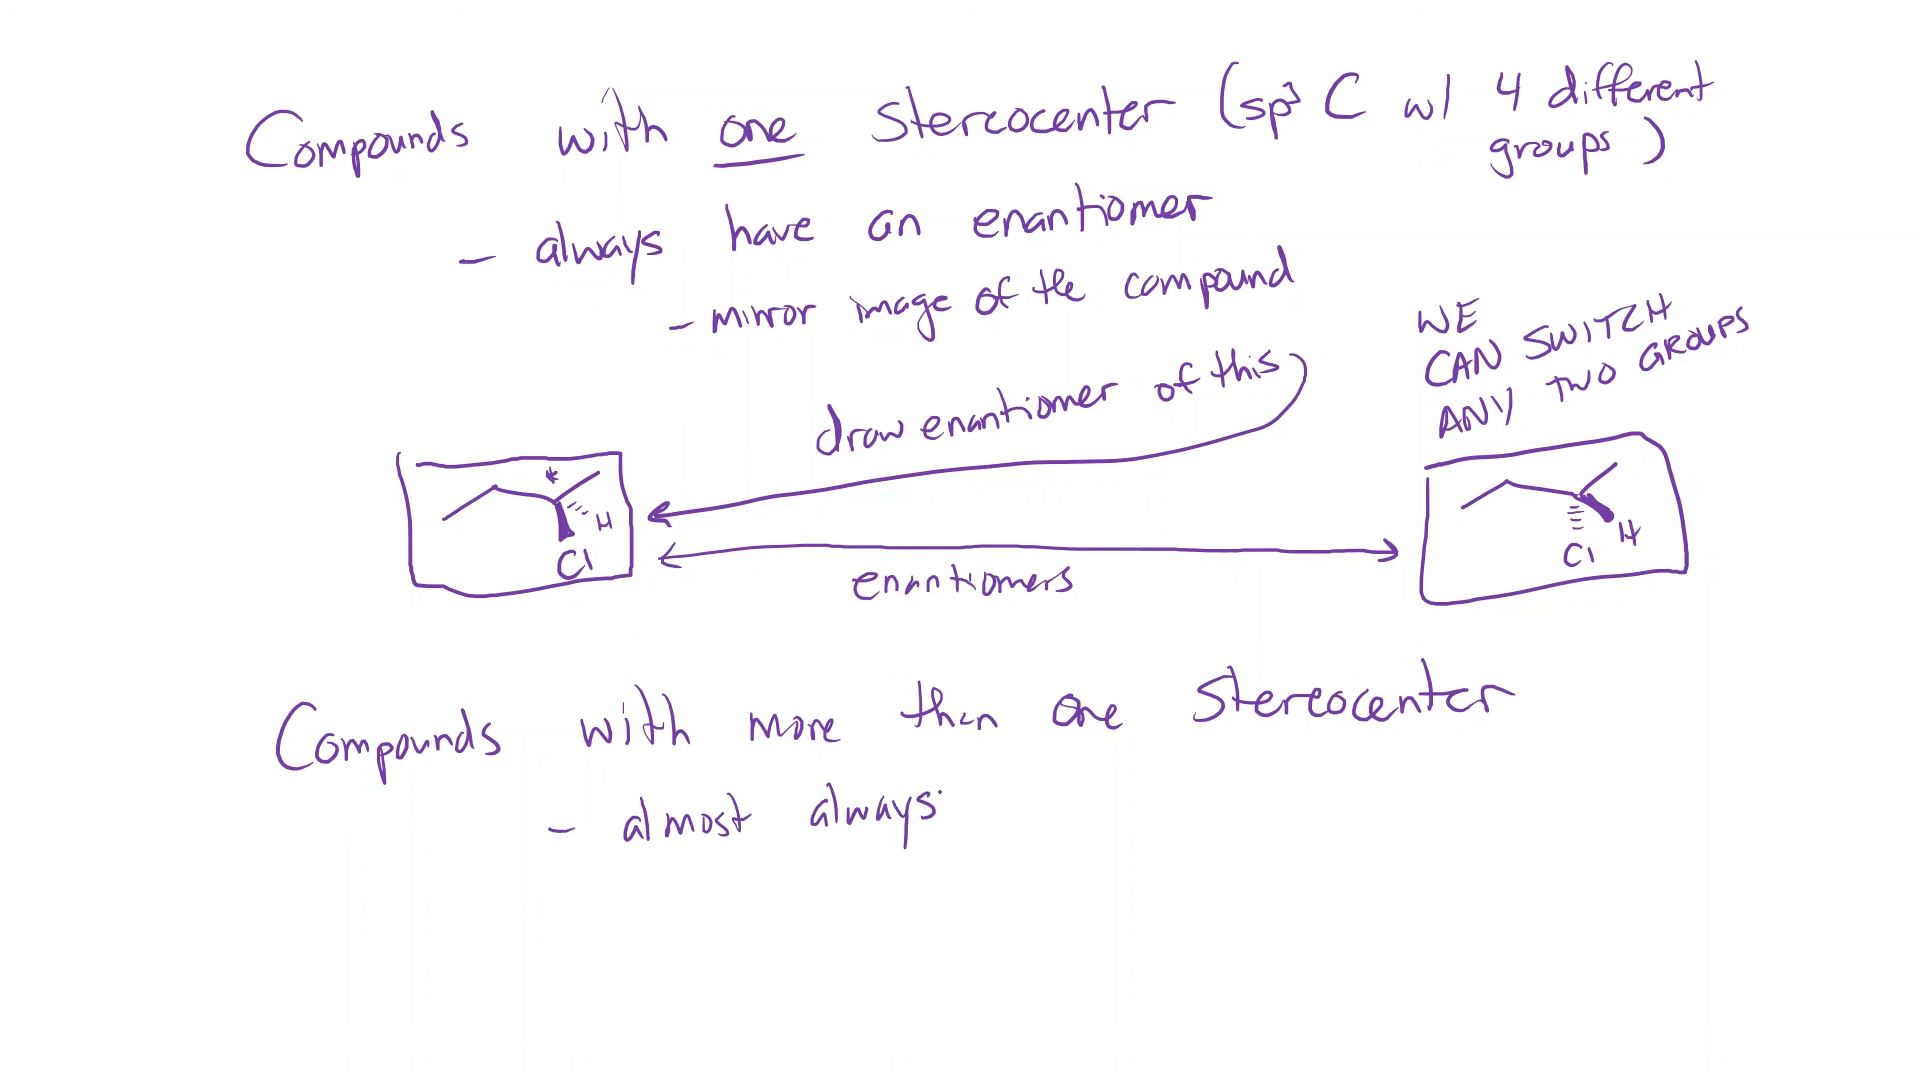 Compounds with one stereocenter (sp³ C w/ 4 different
groups)
- always have an enantiomer
- mirror image of the compound
WE
CAN SWITCH
ANY TWO GROUPS
draw enantiomer of this
*
H
Cl
enantiomers
H
Cl
Compounds with more than one stereocenter
- almost always